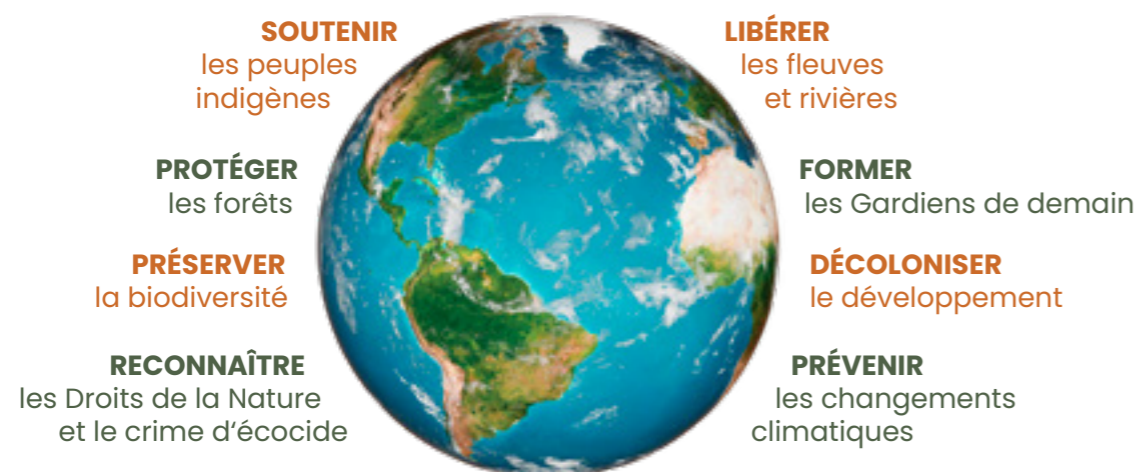 SOUTENIR
les peuples
indigènes
PROTÉGER
les forêts
PRÉSERVER
la biodiversité
RECONNAÎTRE
les Droits de la Nature
et le crime d‘écocide
LIBÉRER
les fleuves
et rivières
FORMER
les Gardiens de demain
DÉCOLONISER
le développement
PRÉVENIR
les changements
climatiques